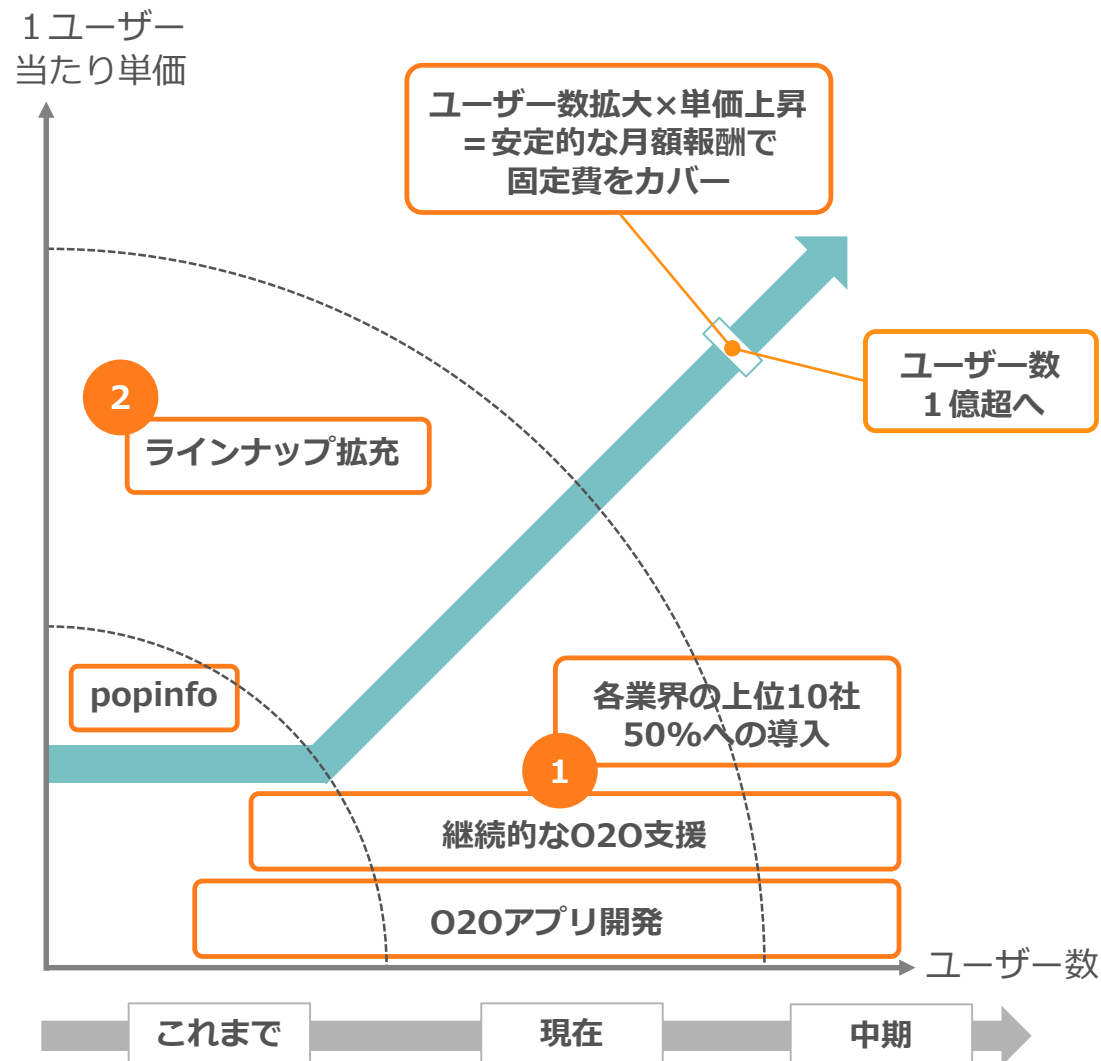 １ユーザー
当たり単価
ユーザー数拡大×単価上昇
＝安定的な月額報酬で
固定費をカバー
ユーザー数
１億超へ
2
ラインナップ拡充
popinfo
各業界の上位10社
50%への導入
1
継続的なO2O支援
O2Oアプリ開発
ユーザー数
これまで
現在
中期